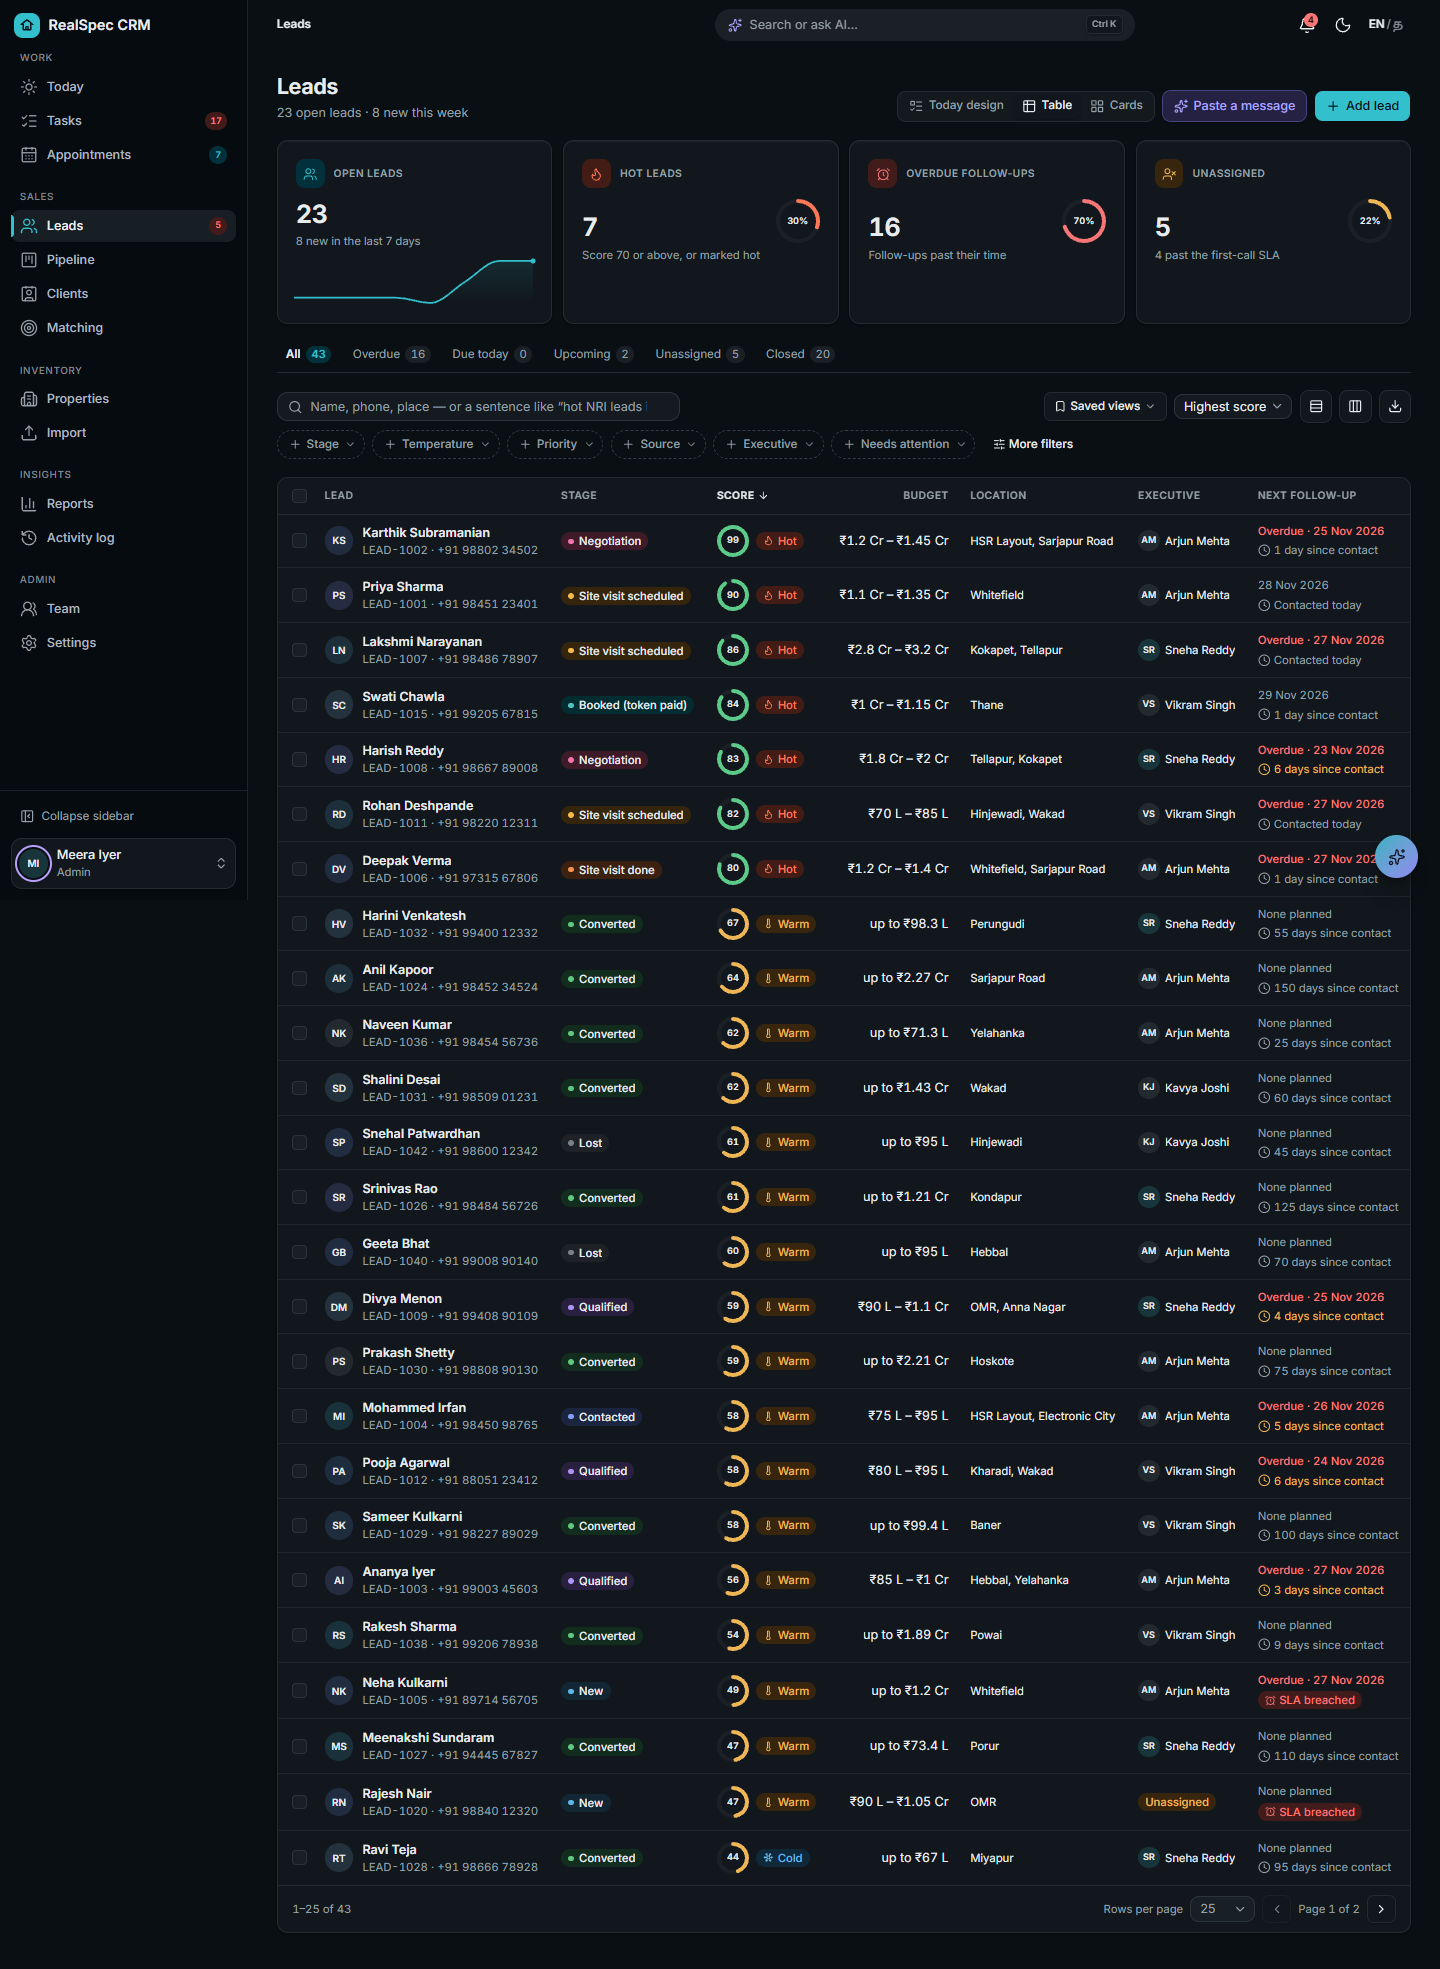 RealSpec CRM
WORK
Today
Tasks 17
Appointments 7
SALES
Leads 5
Pipeline
Clients
Matching
INVENTORY
Properties
Import
INSIGHTS
Reports
Activity log
ADMIN
Team
Settings
Collapse sidebar
MI Meera Iyer
Admin
Leads
Search or ask AI... Ctrl K
4
EN / த
Leads
23 open leads · 8 new this week
Today design Table Cards Paste a message + Add lead
OPEN LEADS
23
8 new in the last 7 days
HOT LEADS
7 30%
Score 70 or above, or marked hot
OVERDUE FOLLOW-UPS
16 70%
Follow-ups past their time
UNASSIGNED
5 22%
4 past the first-call SLA
All 43 Overdue 16 Due today 0 Upcoming 2 Unassigned 5 Closed 20
Name, phone, place — or a sentence like “hot NRI leads
Saved views Highest score
+ Stage + Temperature + Priority + Source + Executive + Needs attention More filters
LEAD STAGE SCORE ↓ BUDGET LOCATION EXECUTIVE NEXT FOLLOW-UP
KS Karthik Subramanian Negotiation 99 Hot ₹1.2 Cr – ₹1.45 Cr HSR Layout, Sarjapur Road AM Arjun Mehta Overdue · 25 Nov 2026
LEAD-1002 · +91 98802 34502 1 day since contact
PS Priya Sharma Site visit scheduled 90 Hot ₹1.1 Cr – ₹1.35 Cr Whitefield AM Arjun Mehta 28 Nov 2026
LEAD-1001 · +91 98451 23401 Contacted today
LN Lakshmi Narayanan Site visit scheduled 86 Hot ₹2.8 Cr – ₹3.2 Cr Kokapet, Tellapur SR Sneha Reddy Overdue · 27 Nov 2026
LEAD-1007 · +91 98486 78907 Contacted today
SC Swati Chawla Booked (token paid) 84 Hot ₹1 Cr – ₹1.15 Cr Thane VS Vikram Singh 29 Nov 2026
LEAD-1015 · +91 99205 67815 1 day since contact
HR Harish Reddy Negotiation 83 Hot ₹1.8 Cr – ₹2 Cr Tellapur, Kokapet SR Sneha Reddy Overdue · 23 Nov 2026
LEAD-1008 · +91 98667 89008 6 days since contact
RD Rohan Deshpande Site visit scheduled 82 Hot ₹70 L – ₹85 L Hinjewadi, Wakad VS Vikram Singh Overdue · 27 Nov 2026
LEAD-1011 · +91 98220 12311 Contacted today
DV Deepak Verma Site visit done 80 Hot ₹1.2 Cr – ₹1.4 Cr Whitefield, Sarjapur Road AM Arjun Mehta Overdue · 27 Nov 202
LEAD-1006 · +91 97315 67806 1 day since contact
HV Harini Venkatesh Converted 67 Warm up to ₹98.3 L Perungudi SR Sneha Reddy None planned
LEAD-1032 · +91 99400 12332 55 days since contact
AK Anil Kapoor Converted 64 Warm up to ₹2.27 Cr Sarjapur Road AM Arjun Mehta None planned
LEAD-1024 · +91 98452 34524 150 days since contact
NK Naveen Kumar Converted 62 Warm up to ₹71.3 L Yelahanka AM Arjun Mehta None planned
LEAD-1036 · +91 98454 56736 25 days since contact
SD Shalini Desai Converted 62 Warm up to ₹1.43 Cr Wakad KJ Kavya Joshi None planned
LEAD-1031 · +91 98509 01231 60 days since contact
SP Snehal Patwardhan Lost 61 Warm up to ₹95 L Hinjewadi KJ Kavya Joshi None planned
LEAD-1042 · +91 98600 12342 45 days since contact
SR Srinivas Rao Converted 61 Warm up to ₹1.21 Cr Kondapur SR Sneha Reddy None planned
LEAD-1026 · +91 98484 56726 125 days since contact
GB Geeta Bhat Lost 60 Warm up to ₹95 L Hebbal AM Arjun Mehta None planned
LEAD-1040 · +91 99008 90140 70 days since contact
DM Divya Menon Qualified 59 Warm ₹90 L – ₹1.1 Cr OMR, Anna Nagar SR Sneha Reddy Overdue · 25 Nov 2026
LEAD-1009 · +91 99408 90109 4 days since contact
PS Prakash Shetty Converted 59 Warm up to ₹2.21 Cr Hoskote AM Arjun Mehta None planned
LEAD-1030 · +91 98808 90130 75 days since contact
MI Mohammed Irfan Contacted 58 Warm ₹75 L – ₹95 L HSR Layout, Electronic City AM Arjun Mehta Overdue · 26 Nov 2026
LEAD-1004 · +91 98450 98765 5 days since contact
PA Pooja Agarwal Qualified 58 Warm ₹80 L – ₹95 L Kharadi, Wakad VS Vikram Singh Overdue · 24 Nov 2026
LEAD-1012 · +91 88051 23412 6 days since contact
SK Sameer Kulkarni Converted 58 Warm up to ₹99.4 L Baner VS Vikram Singh None planned
LEAD-1029 · +91 98227 89029 100 days since contact
AI Ananya Iyer Qualified 56 Warm ₹85 L – ₹1 Cr Hebbal, Yelahanka AM Arjun Mehta Overdue · 27 Nov 2026
LEAD-1003 · +91 99003 45603 3 days since contact
RS Rakesh Sharma Converted 54 Warm up to ₹1.89 Cr Powai VS Vikram Singh None planned
LEAD-1038 · +91 99206 78938 9 days since contact
NK Neha Kulkarni New 49 Warm up to ₹1.2 Cr Whitefield AM Arjun Mehta Overdue · 27 Nov 2026
LEAD-1005 · +91 89714 56705 SLA breached
MS Meenakshi Sundaram Converted 47 Warm up to ₹73.4 L Porur SR Sneha Reddy None planned
LEAD-1027 · +91 94445 67827 110 days since contact
RN Rajesh Nair New 47 Warm ₹90 L – ₹1.05 Cr OMR Unassigned None planned
LEAD-1020 · +91 98840 12320 SLA breached
RT Ravi Teja Converted 44 Cold up to ₹67 L Miyapur SR Sneha Reddy None planned
LEAD-1028 · +91 98666 78928 95 days since contact
1–25 of 43 Rows per page 25 Page 1 of 2